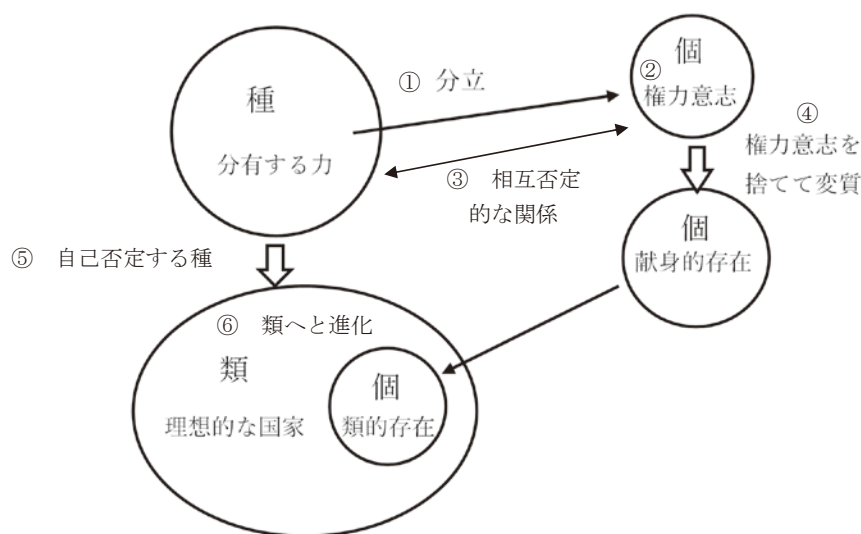 種
分有する力
① 分立
個
②
権力意志
③ 相互否定
的な関係
④
権力意志を
捨てて変質
個
献身的存在
⑤ 自己否定する種
⑥ 類へと進化
類
理想的な国家
個
類的存在